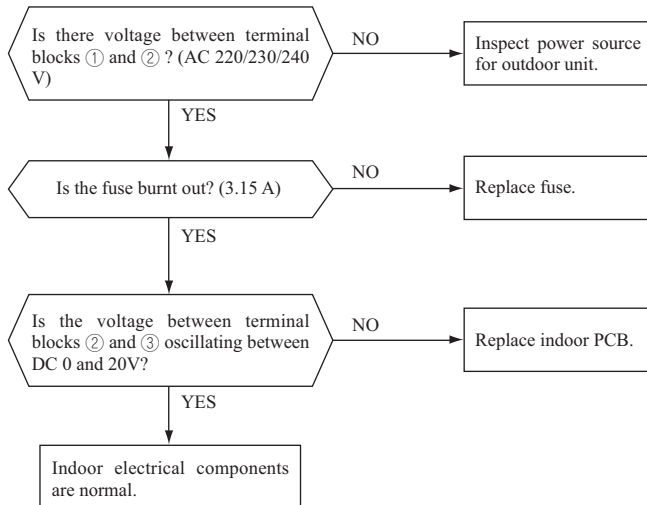 Is there voltage between terminal
blocks ① and ② ? (AC 220/230/240
V)
NO
Inspect power source
for outdoor unit.
YES
Is the fuse burnt out? (3.15 A)
NO
Replace fuse.
YES
Is the voltage between terminal
blocks ② and ③ oscillating between
DC 0 and 20V?
NO
Replace indoor PCB.
YES
Indoor electrical components
are normal.